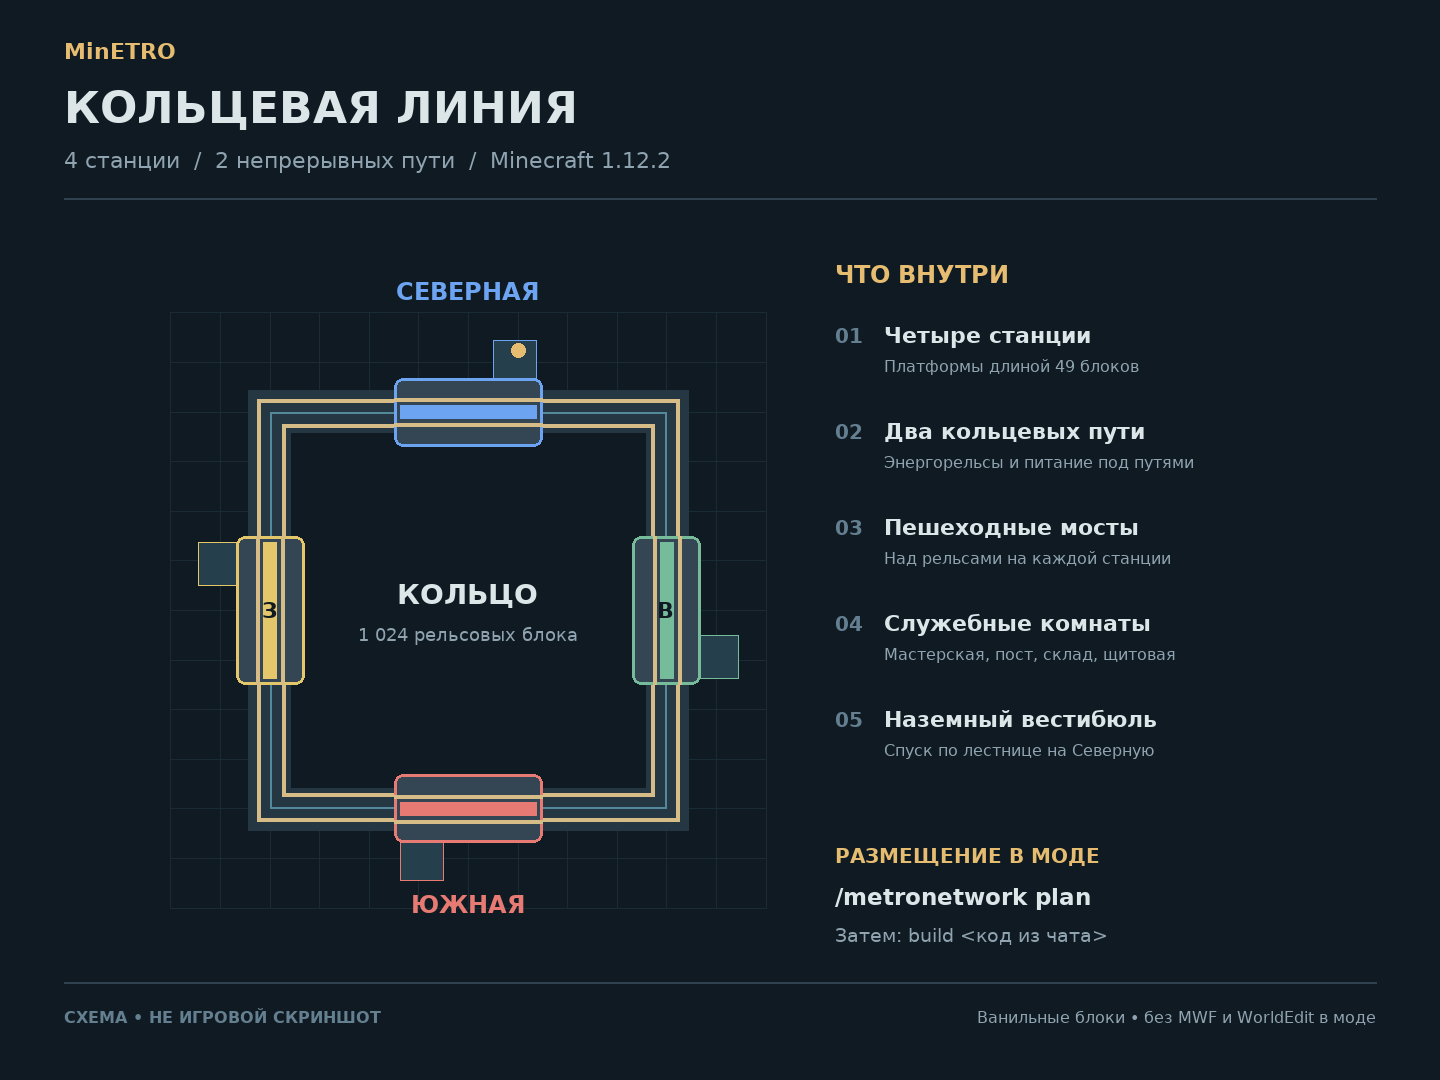 MinETRO
КОЛЬЦЕВАЯ ЛИНИЯ
4 станции / 2 непрерывных пути / Minecraft 1.12.2
СЕВЕРНАЯ
З
КОЛЬЦО
1 024 рельсовых блока
В
ЮЖНАЯ
ЧТО ВНУТРИ
01 Четыре станции
Платформы длиной 49 блоков
02 Два кольцевых пути
Энергорельсы и питание под путями
03 Пешеходные мосты
Над рельсами на каждой станции
04 Служебные комнаты
Мастерская, пост, склад, щитовая
05 Наземный вестибюль
Спуск по лестнице на Северную
РАЗМЕЩЕНИЕ В МОДЕ
/metronetwork plan
Затем: build <код из чата>
СХЕМА • НЕ ИГРОВОЙ СКРИНШОТ
Ванильные блоки • без MWF и WorldEdit в моде